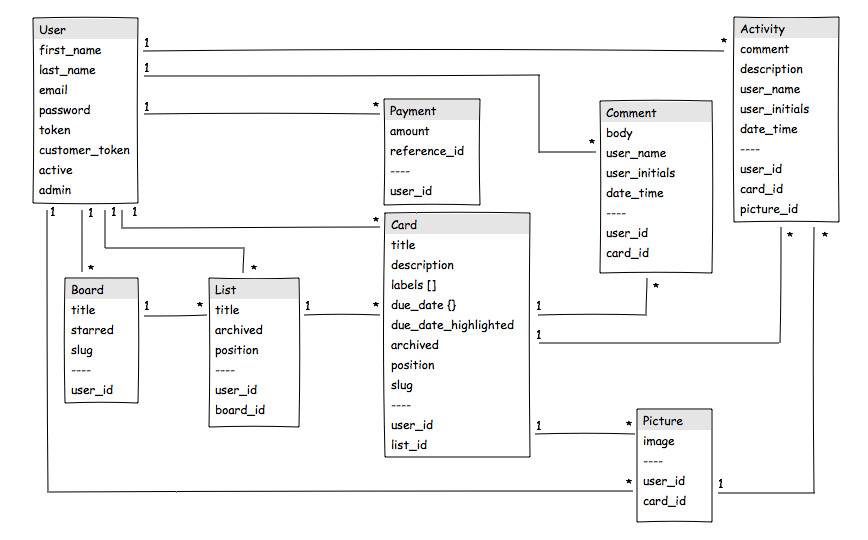 User
first_name
last_name
email
password
token
customer_token
active
admin
1
*
1
*
1
*
Payment
amount
reference_id
----
user_id
Comment
body
user_name
user_initials
date_time
----
user_id
card_id
Activity
comment
description
user_name
user_initials
date_time
----
user_id
card_id
picture_id
1
1
1
1
*
*
*
*
*
*
Board
title
starred
slug
----
user_id
1
*
List
title
archived
position
----
user_id
board_id
1
*
Card
title
description
labels []
due_date {}
due_date_highlighted
archived
position
slug
----
user_id
list_id
1
1
1
*
*
Picture
image
----
user_id
card_id
1